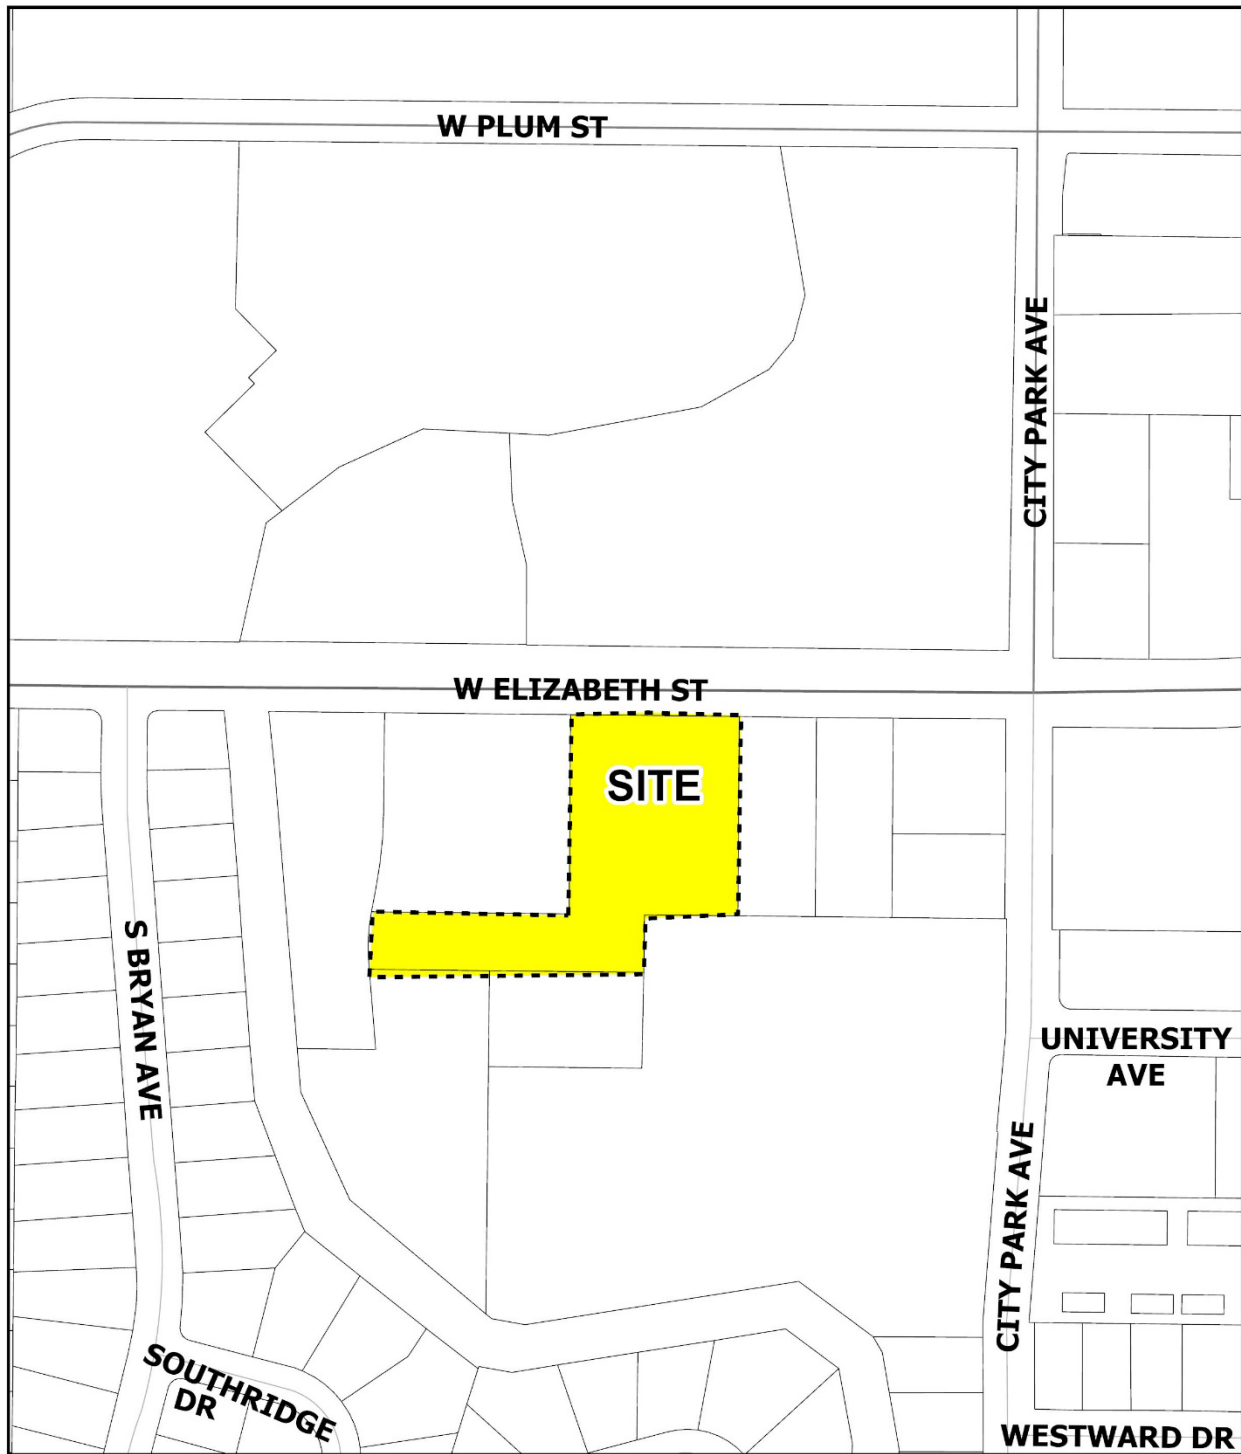 W PLUM ST
CITY PARK AVE
W ELIZABETH ST
SITE
S BRYAN AVE
UNIVERSITY
AVE
CITY PARK AVE
SOUTHRIDGE
DR
WESTWARD DR